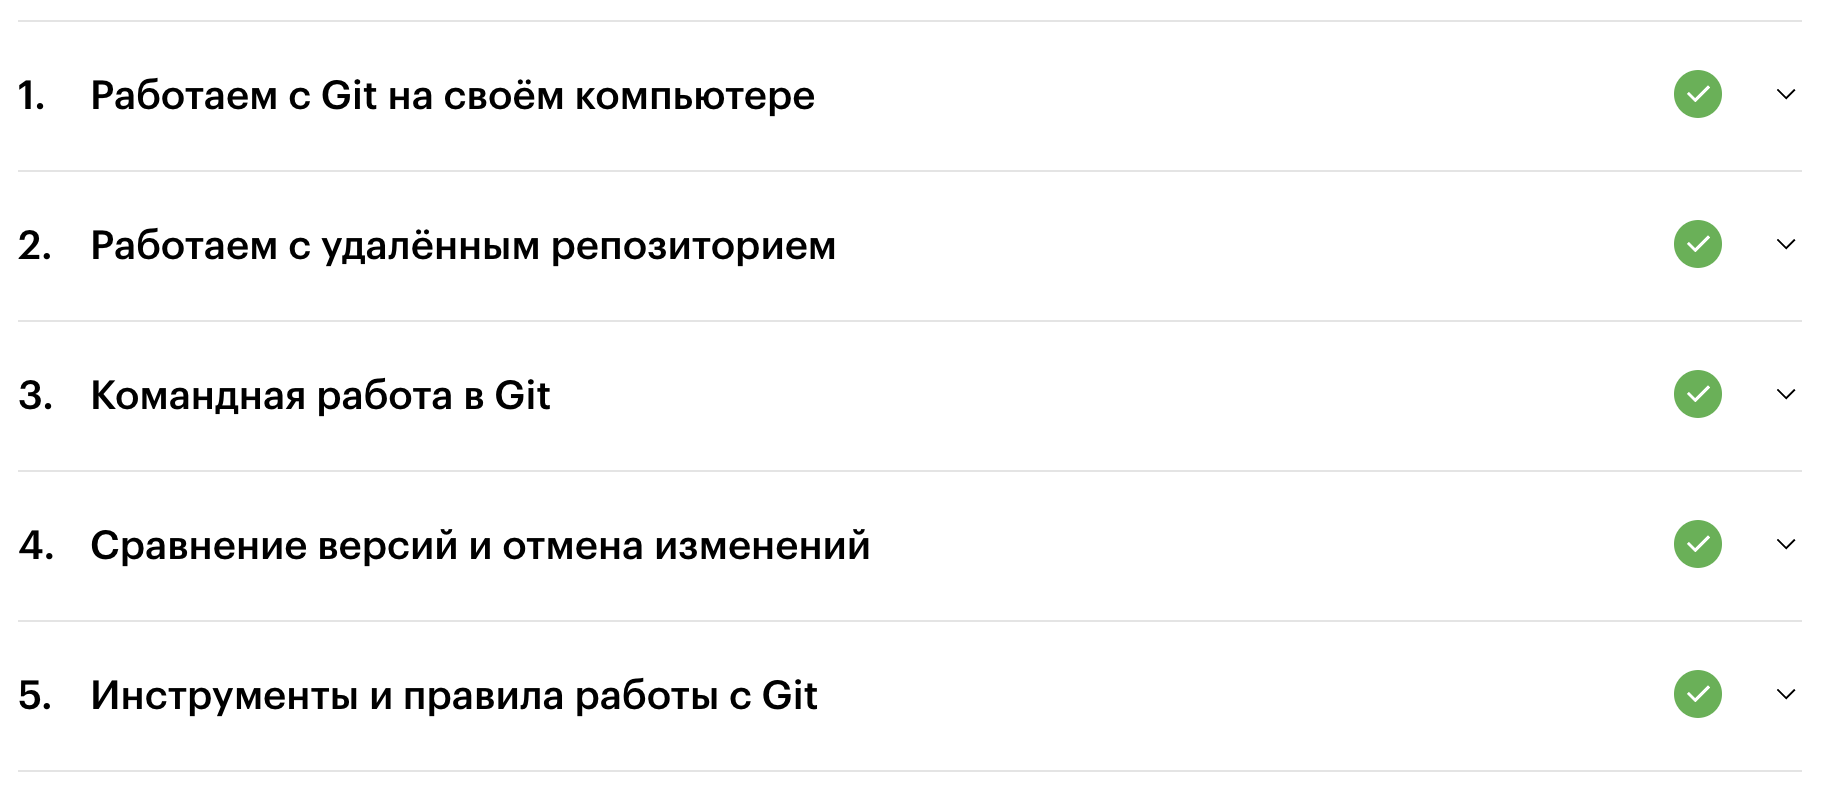 1. Работаем с Git на своём компьютере
2. Работаем с удалённым репозиторием
3. Командная работа в Git
4. Сравнение версий и отмена изменений
5. Инструменты и правила работы с Git